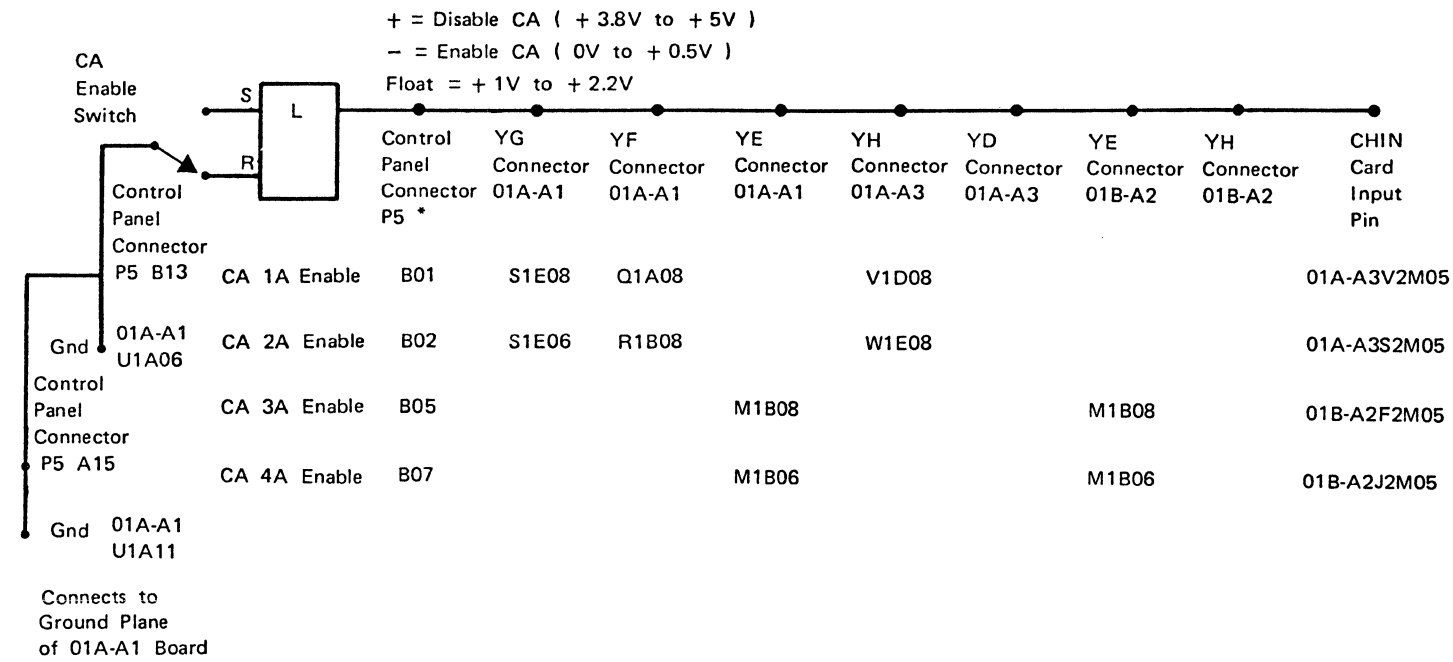 + = Disable CA ( + 3.8V to + 5V )
− = Enable CA ( 0V to + 0.5V )
Float = + 1V to + 2.2V
CA
Enable
Switch
S
L
R
Control
Panel
Connector
P5 B13
Control
Panel
Connector
P5 *
YG
Connector
01A-A1
YF
Connector
01A-A1
YE
Connector
01A-A1
YH
Connector
01A-A3
YD
Connector
01A-A3
YE
Connector
01B-A2
YH
Connector
01B-A2
CHIN
Card
Input
Pin
CA 1A Enable B01 S1E08 Q1A08 V1D08 01A-A3V2M05
Gnd 01A-A1
U1A06
CA 2A Enable B02 S1E06 R1B08 W1E08 01A-A3S2M05
Control
Panel
Connector
P5 A15
CA 3A Enable B05 M1B08 M1B08 01B-A2F2M05
CA 4A Enable B07 M1B06 M1B06 01B-A2J2M05
Gnd 01A-A1
U1A11
Connects to
Ground Plane
of 01A-A1 Board